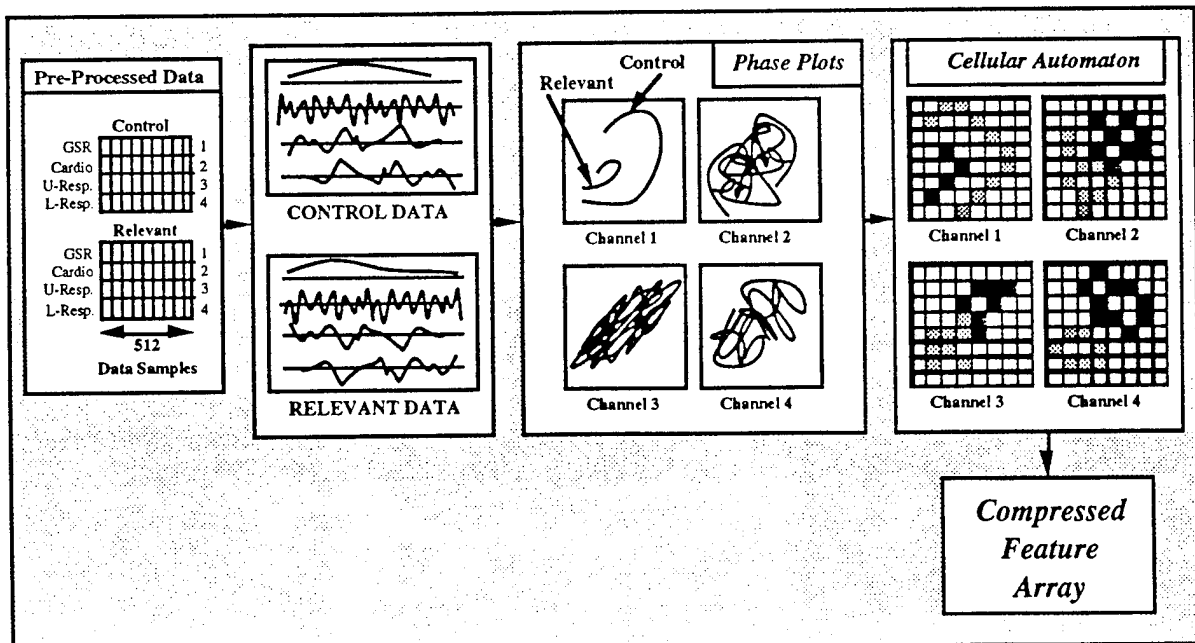 Pre-Processed Data
Control
GSR 1
Cardio 2
U-Resp. 3
L-Resp. 4
Relevant
GSR 1
Cardio 2
U-Resp. 3
L-Resp. 4
512
Data Samples
CONTROL DATA
RELEVANT DATA
Phase Plots
Control
Relevant
Channel 1
Channel 2
Channel 3
Channel 4
Cellular Automaton
Channel 1
Channel 2
Channel 3
Channel 4
Compressed
Feature
Array